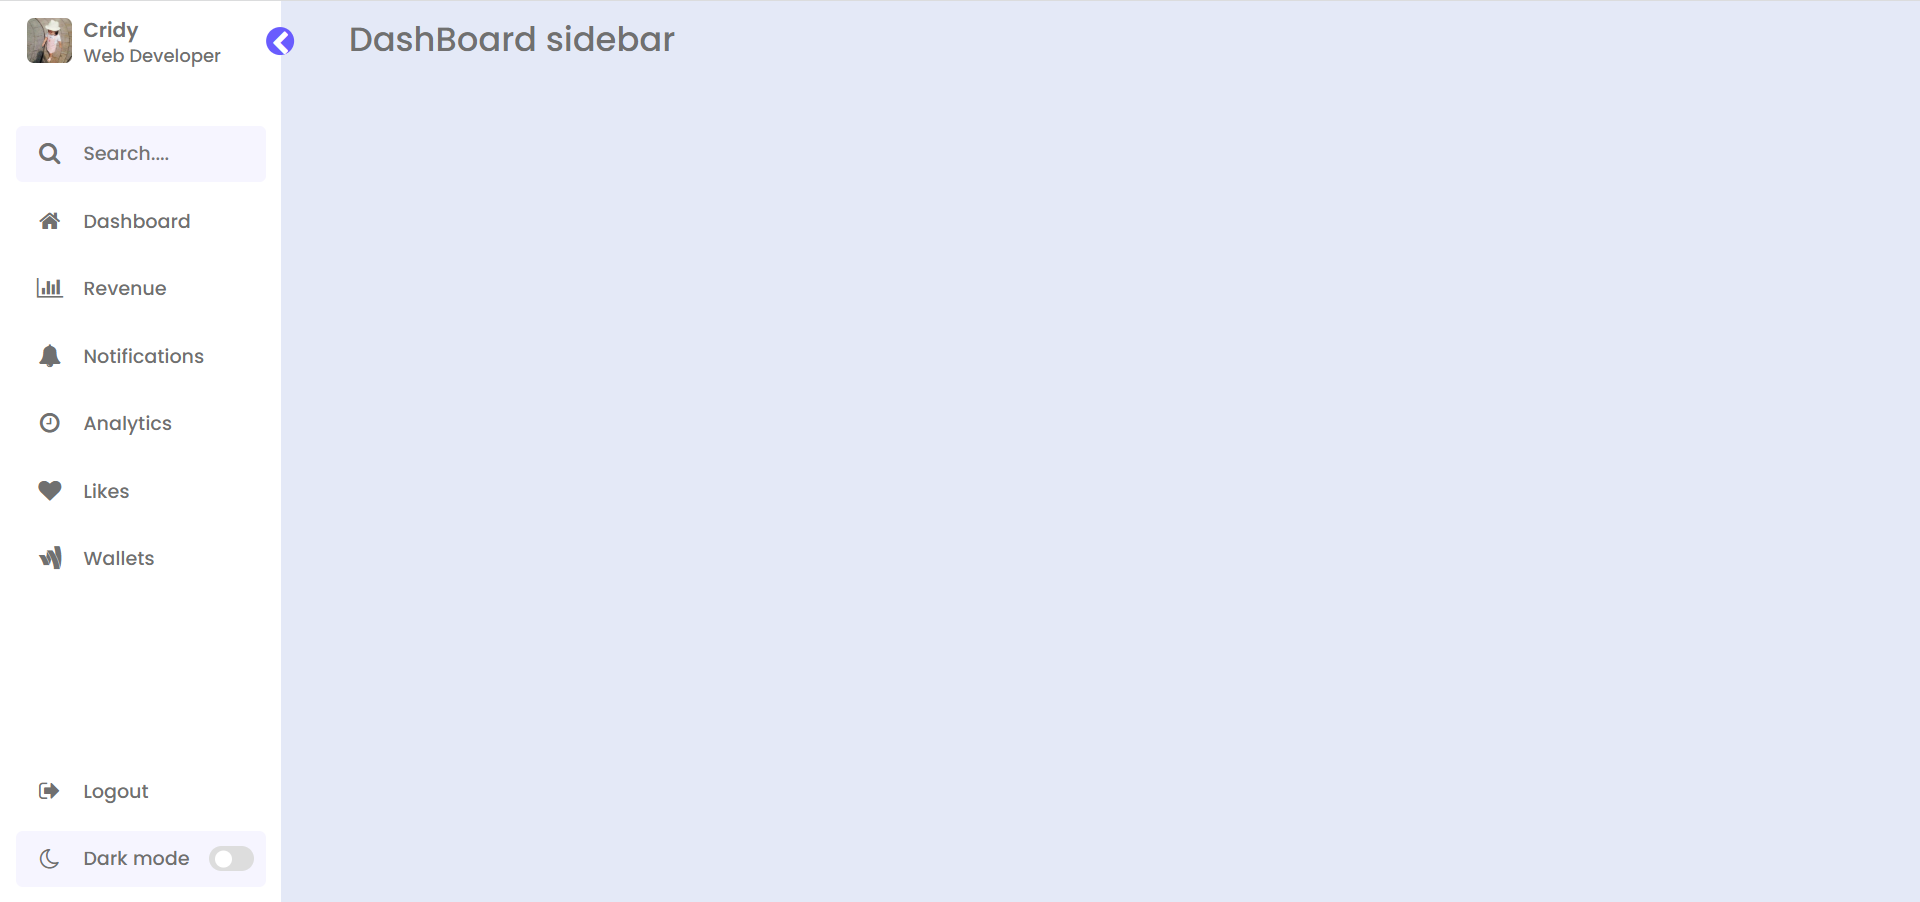 Cridy
Web Developer
DashBoard sidebar
Search....
Dashboard
Revenue
Notifications
Analytics
Likes
Wallets
Logout
Dark mode